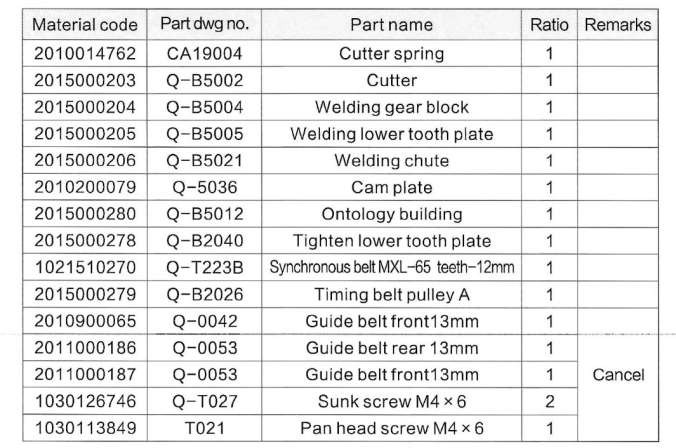 Material code Part dwg no. Part name Ratio Remarks
2010014762 CA19004 Cutter spring 1
2015000203 Q-B5002 Cutter 1
2015000204 Q-B5004 Welding gear block 1
2015000205 Q-B5005 Welding lower tooth plate 1
2015000206 Q-B5021 Welding chute 1
2010200079 Q-5036 Cam plate 1
2015000280 Q-B5012 Ontology building 1
2015000278 Q-B2040 Tighten lower tooth plate 1
1021510270 Q-T223B Synchronous belt MXL-65 teeth-12mm 1
2015000279 Q-B2026 Timing belt pulley A 1
2010900065 Q-0042 Guide belt front13mm 1
2011000186 Q-0053 Guide belt rear 13mm 1
2011000187 Q-0053 Guide belt front13mm 1 Cancel
1030126746 Q-T027 Sunk screw M4×6 2
1030113849 T021 Pan head screw M4×6 1